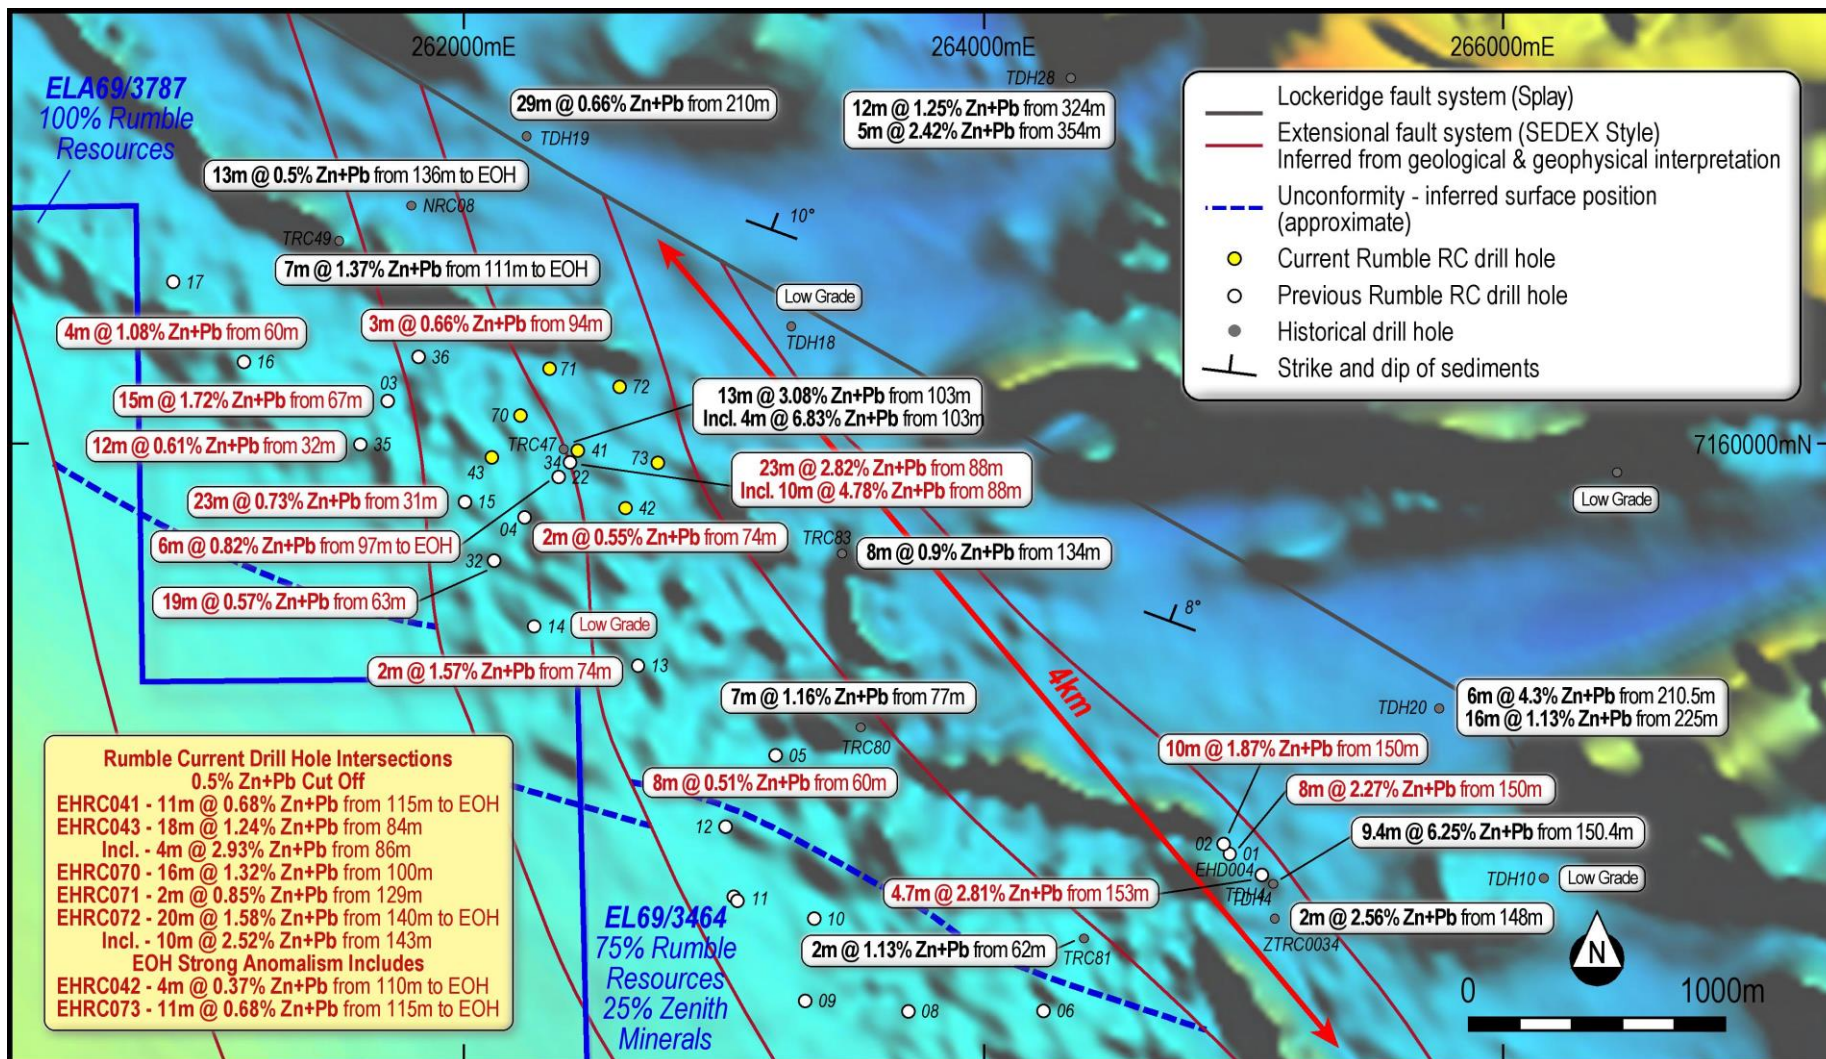 262000mE
264000mE
266000mE
ELA69/3787
100% Rumble
Resources
TDH28
29m @ 0.66% Zn+Pb from 210m
TDH19
12m @ 1.25% Zn+Pb from 324m
5m @ 2.42% Zn+Pb from 354m
Lockeridge fault system (Splay)
Extensional fault system (SEDEX Style)
Inferred from geological & geophysical interpretation
Unconformity - inferred surface position
(approximate)
Current Rumble RC drill hole
Previous Rumble RC drill hole
Historical drill hole
Strike and dip of sediments
13m @ 0.5% Zn+Pb from 136m to EOH
NRC08
10°
TRC49
7m @ 1.37% Zn+Pb from 111m to EOH
17
Low Grade
TDH18
4m @ 1.08% Zn+Pb from 60m
3m @ 0.66% Zn+Pb from 94m
16
36
71
72
03
15m @ 1.72% Zn+Pb from 67m
13m @ 3.08% Zn+Pb from 103m
Incl. 4m @ 6.83% Zn+Pb from 103m
70
12m @ 0.61% Zn+Pb from 32m
35
TRC47
41
7160000mN
43
34
22
73
23m @ 2.82% Zn+Pb from 88m
Incl. 10m @ 4.78% Zn+Pb from 88m
Low Grade
23m @ 0.73% Zn+Pb from 31m
15
04
42
2m @ 0.55% Zn+Pb from 74m
6m @ 0.82% Zn+Pb from 97m to EOH
TRC83
8m @ 0.9% Zn+Pb from 134m
32
19m @ 0.57% Zn+Pb from 63m
8°
14
Low Grade
2m @ 1.57% Zn+Pb from 74m
13
4km
7m @ 1.16% Zn+Pb from 77m
TRC80
TDH20
6m @ 4.3% Zn+Pb from 210.5m
16m @ 1.13% Zn+Pb from 225m
05
10m @ 1.87% Zn+Pb from 150m
8m @ 0.51% Zn+Pb from 60m
8m @ 2.27% Zn+Pb from 150m
12
9.4m @ 6.25% Zn+Pb from 150.4m
02
01
EHD004
TDH4
TDH14
4.7m @ 2.81% Zn+Pb from 153m
TDH10
Low Grade
11
10
2m @ 2.56% Zn+Pb from 148m
ZTRC0034
2m @ 1.13% Zn+Pb from 62m
TRC81
09
08
06
EL69/3464
75% Rumble
Resources
25% Zenith
Minerals
Rumble Current Drill Hole Intersections
0.5% Zn+Pb Cut Off
EHRC041 - 11m @ 0.68% Zn+Pb from 115m to EOH
EHRC043 - 18m @ 1.24% Zn+Pb from 84m
Incl. - 4m @ 2.93% Zn+Pb from 86m
EHRC070 - 16m @ 1.32% Zn+Pb from 100m
EHRC071 - 2m @ 0.85% Zn+Pb from 129m
EHRC072 - 20m @ 1.58% Zn+Pb from 140m to EOH
Incl. - 10m @ 2.52% Zn+Pb from 143m
EOH Strong Anomalism Includes
EHRC042 - 4m @ 0.37% Zn+Pb from 110m to EOH
EHRC073 - 11m @ 0.68% Zn+Pb from 115m to EOH
N
0
1000m